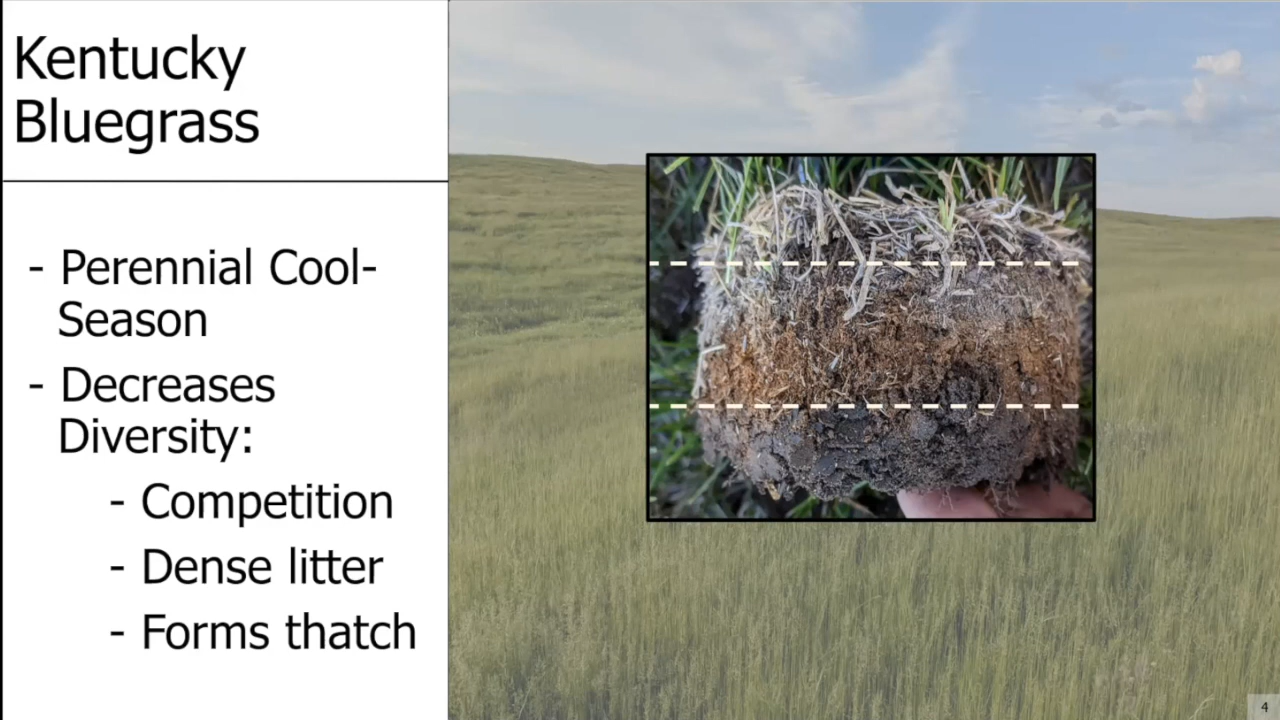 Kentucky
Bluegrass
- Perennial Cool-
Season
- Decreases
Diversity:
- Competition
- Dense litter
- Forms thatch
4